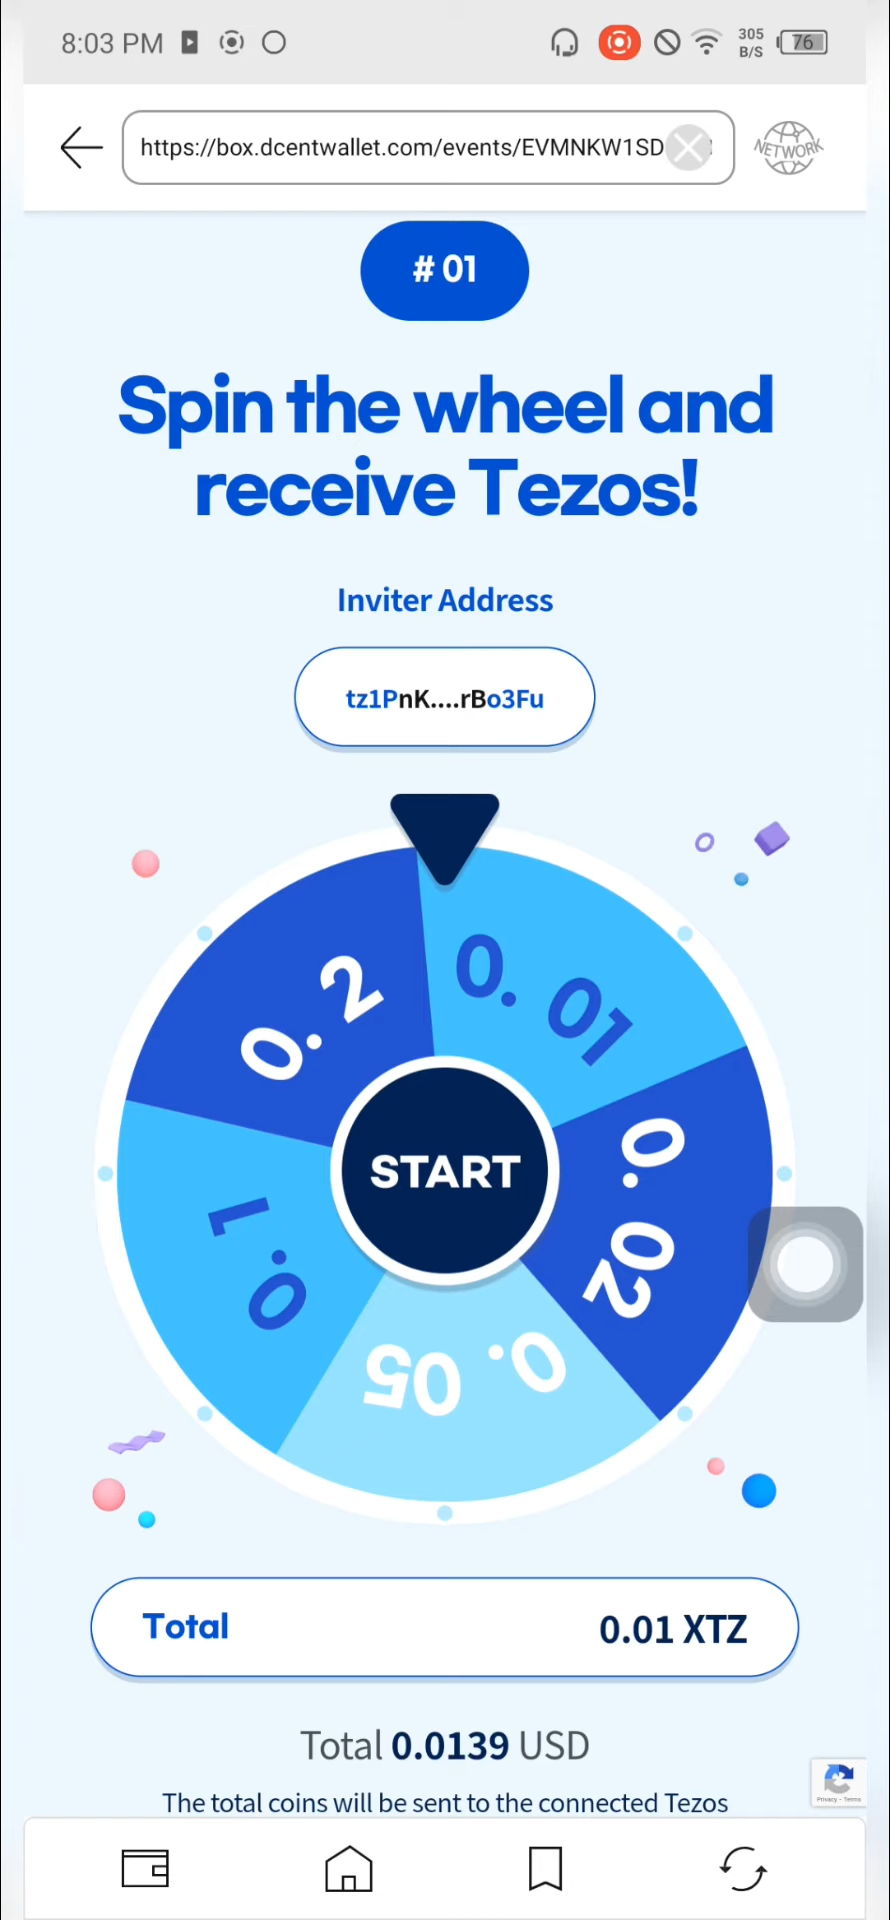 8:03 PM
305
B/S
76
https://box.dcentwallet.com/events/EVMNKW1SD
NETWORK
# 01
Spin the wheel and
receive Tezos!
Inviter Address
tz1PnK....rBo3Fu
0. 2
0. 01
0. 02
0. 05
0. 1
START
Total 0.01 XTZ
Total 0.0139 USD
The total coins will be sent to the connected Tezos
Privacy - Terms